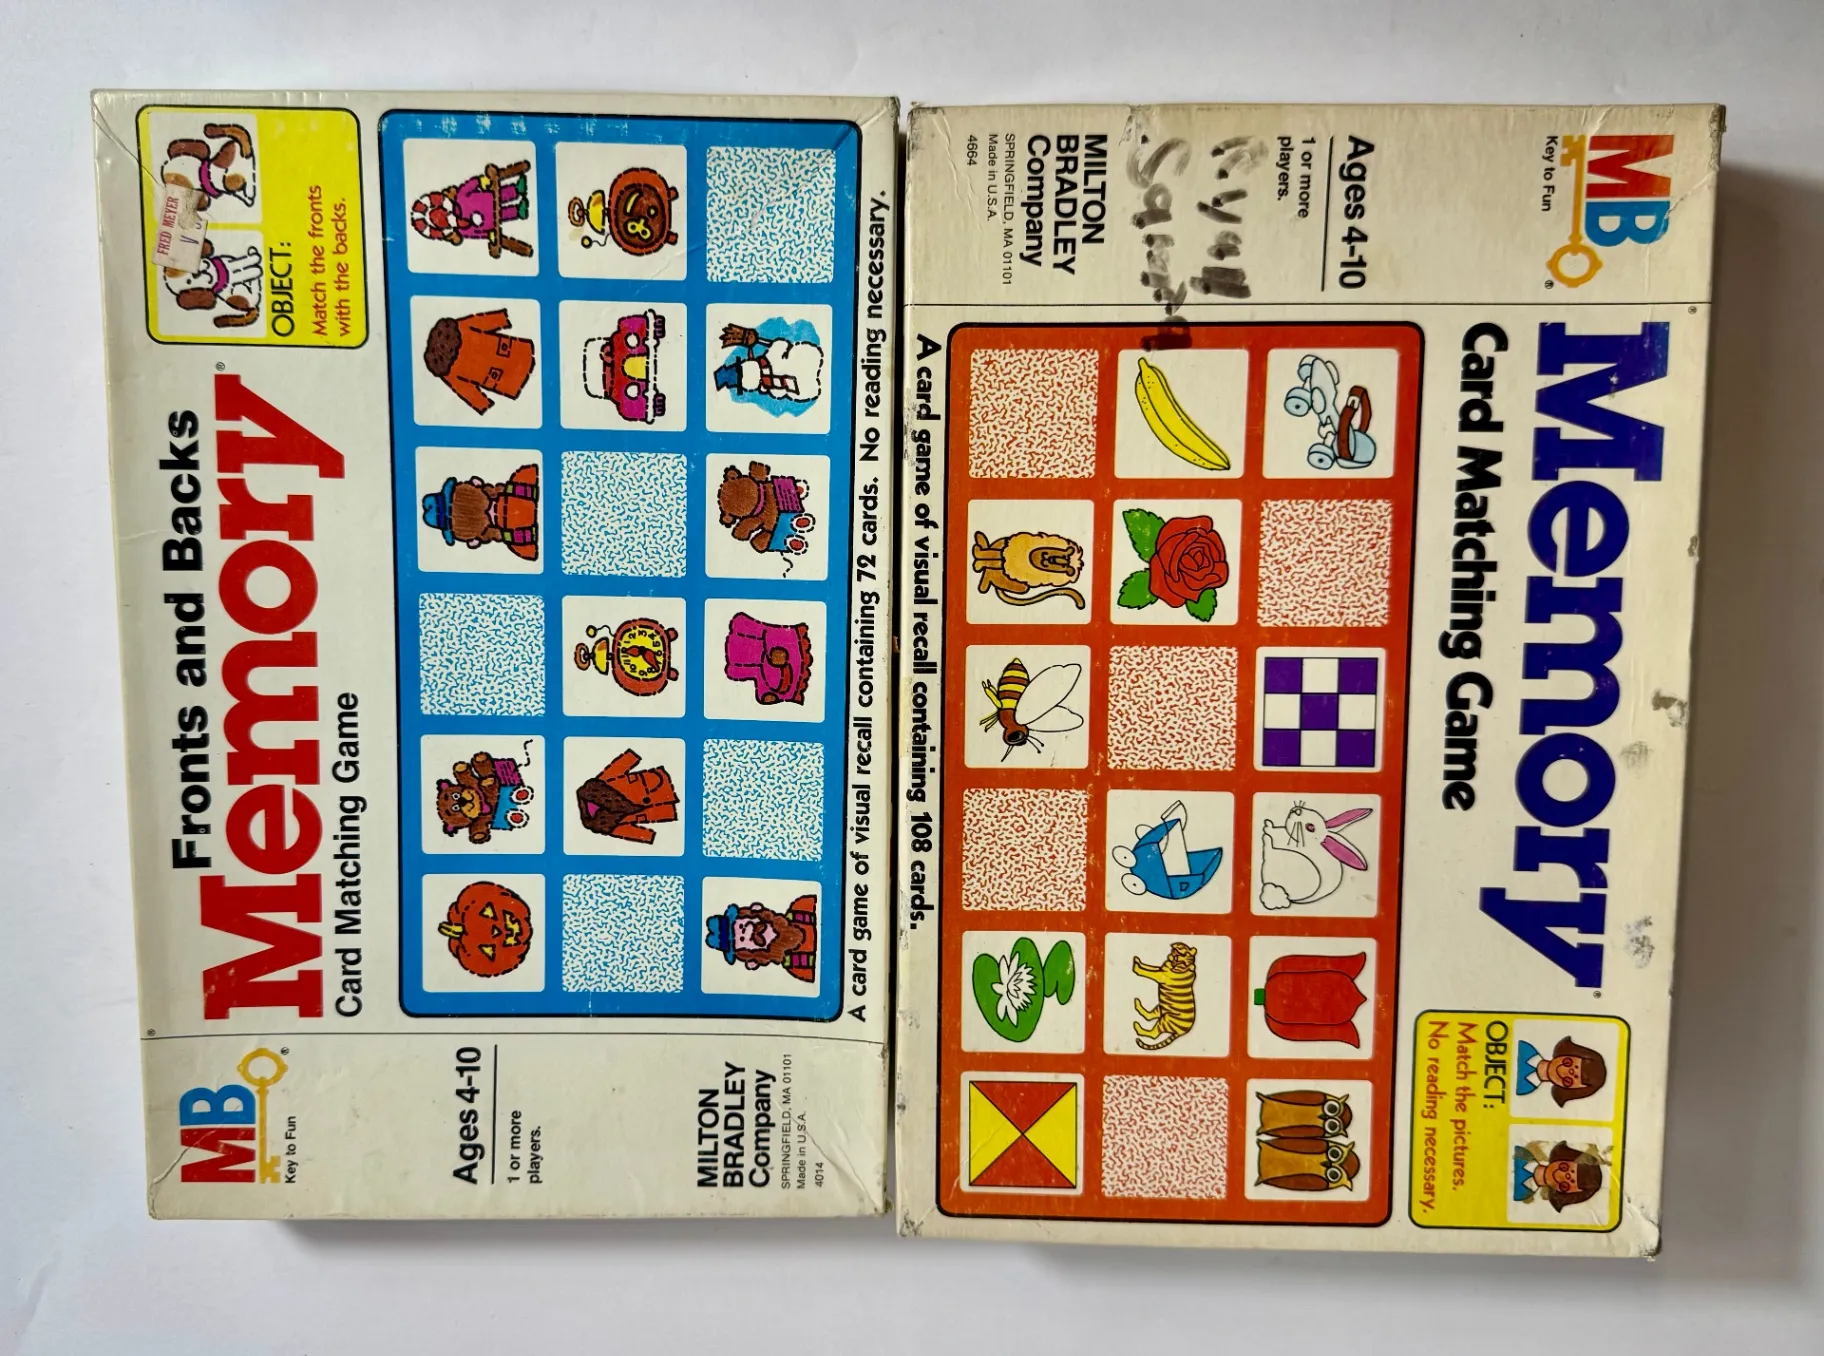 Fronts and Backs
Memory®
Card Matching Game
OBJECT:
Match the fronts
with the backs.
FRED MEYER
A card game of visual recall containing 72 cards. No reading necessary.
®
MB
Key to Fun
®
Ages 4-10
1 or more
players.
MILTON
BRADLEY
Company
SPRINGFIELD, MA 01101
Made in U.S.A.
4014
MB
Key to Fun
®
Ages 4-10
1 or more
players.
Ryan
MILTON
BRADLEY
Company
SPRINGFIELD, MA 01101
Made in U.S.A.
4664
®
Memory®
Card Matching Game
OBJECT:
Match the pictures.
No reading necessary.
A card game of visual recall containing 108 cards.